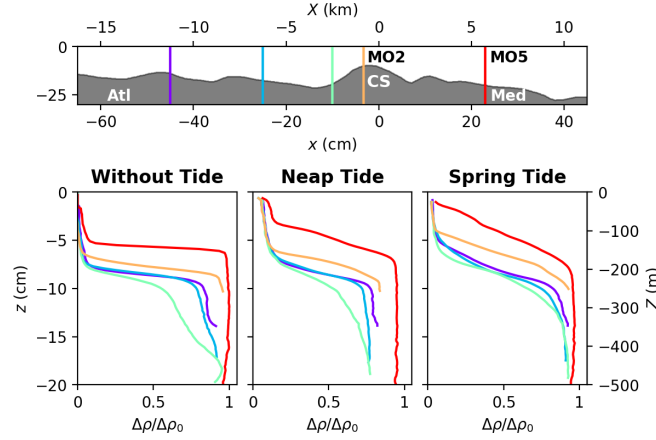 X (km)
−15 −10 −5 0 5 10
0
−25
MO2 MO5
CS
Atl Med
−60 −40 −20 0 20 40
x (cm)
Without Tide Neap Tide Spring Tide
0 0
−5 −100
−10 −200
−15 −300
−400
−20 −500
z (cm)
Z (m)
0 0.5 1 0 0.5 1 0 0.5 1
Δρ/Δρ₀ Δρ/Δρ₀ Δρ/Δρ₀